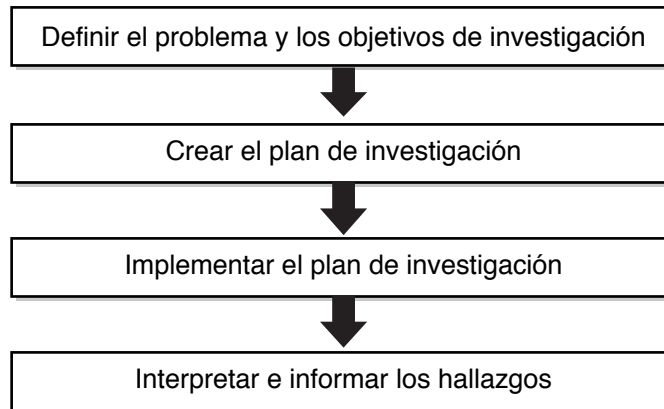 Definir el problema y los objetivos de investigación
Crear el plan de investigación
Implementar el plan de investigación
Interpretar e informar los hallazgos